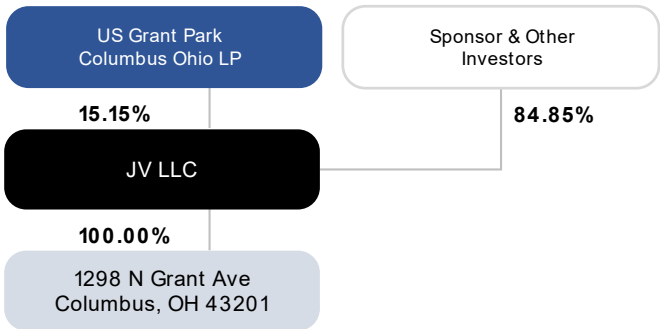 US Grant Park
Columbus Ohio LP
Sponsor & Other
Investors
15.15%
84.85%
JV LLC
100.00%
1298 N Grant Ave
Columbus, OH 43201